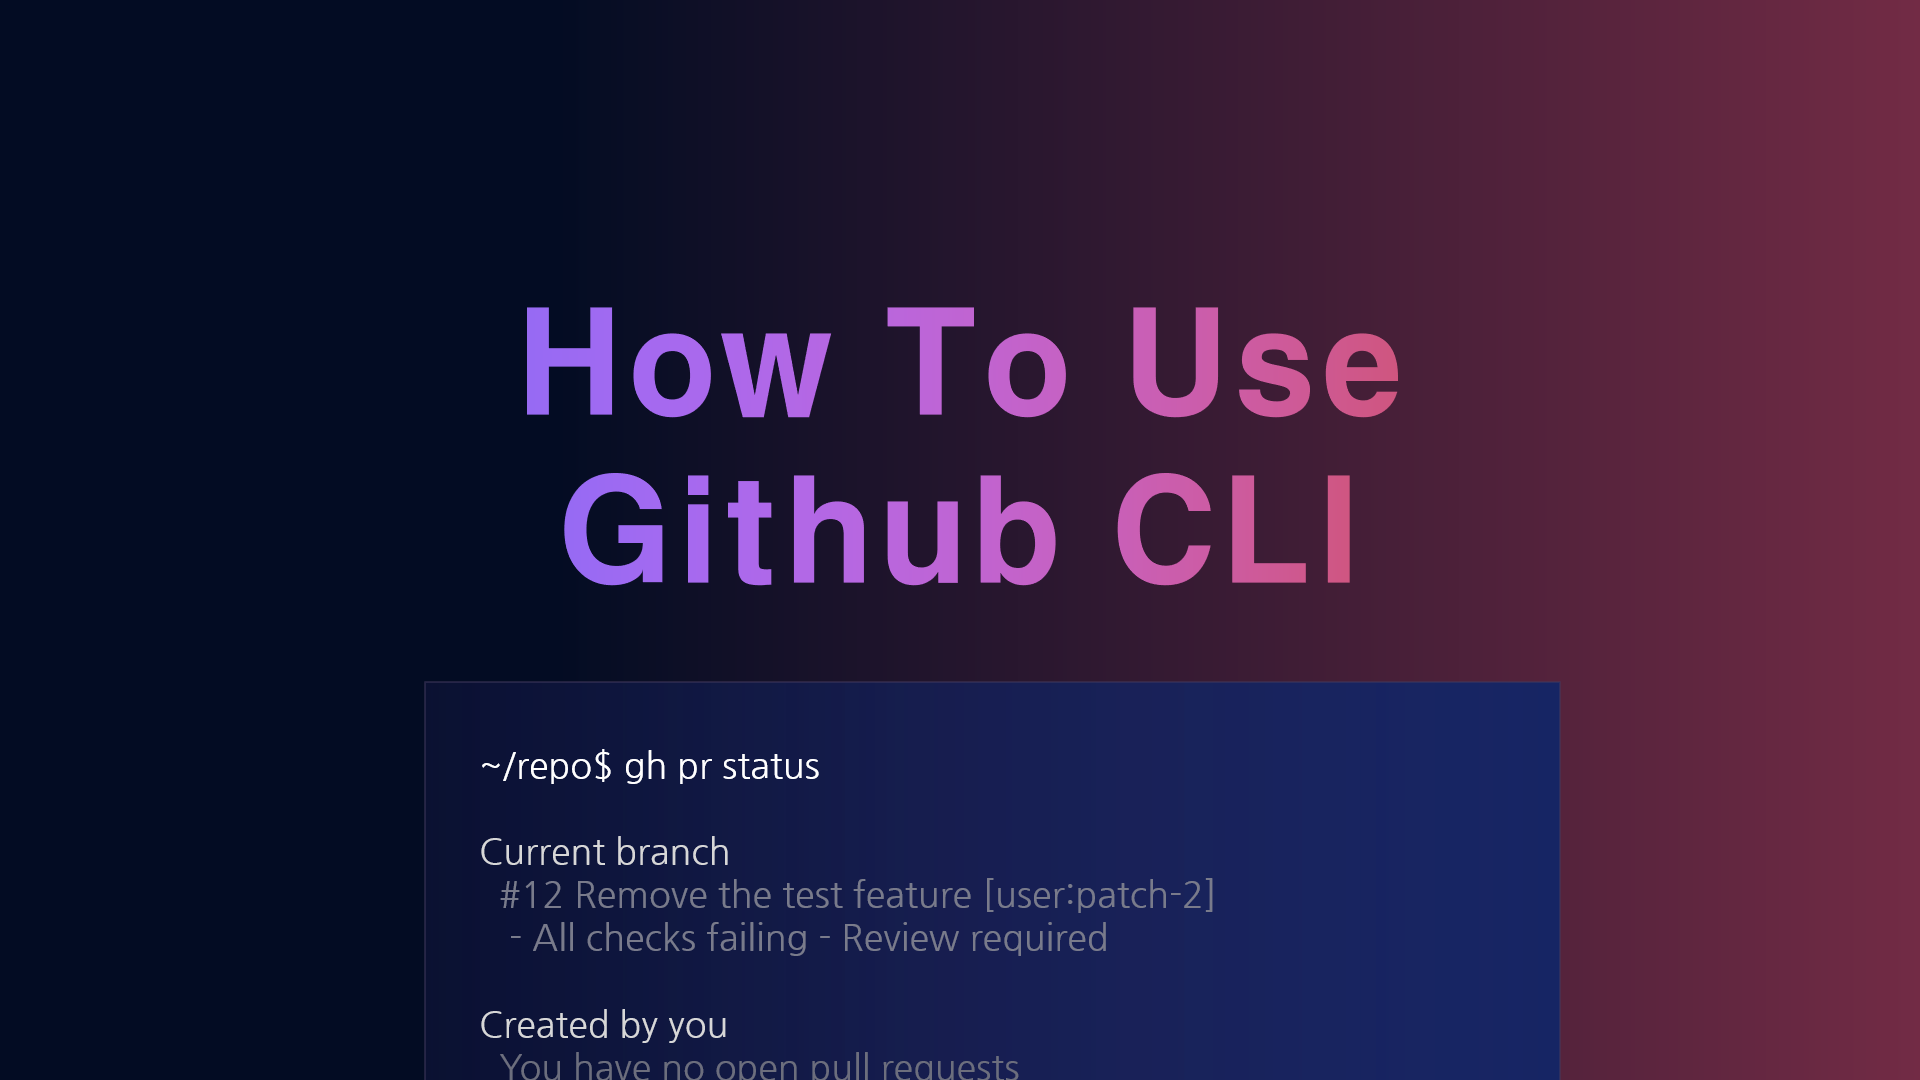 How To Use
Github CLI
~/repo$ gh pr status
Current branch
#12 Remove the test feature [user:patch-2]
- All checks failing - Review required
Created by you
You have no open pull requests